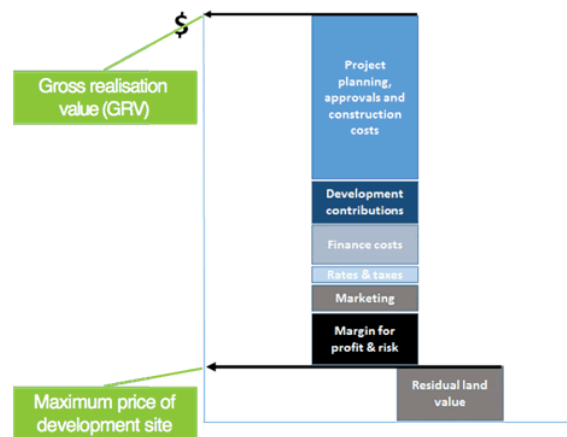 $
Gross realisation
value (GRV)
Project
planning,
approvals and
construction
costs
Development
contributions
Finance costs
Rates & taxes
Marketing
Margin for
profit & risk
Maximum price of
development site
Residual land
value